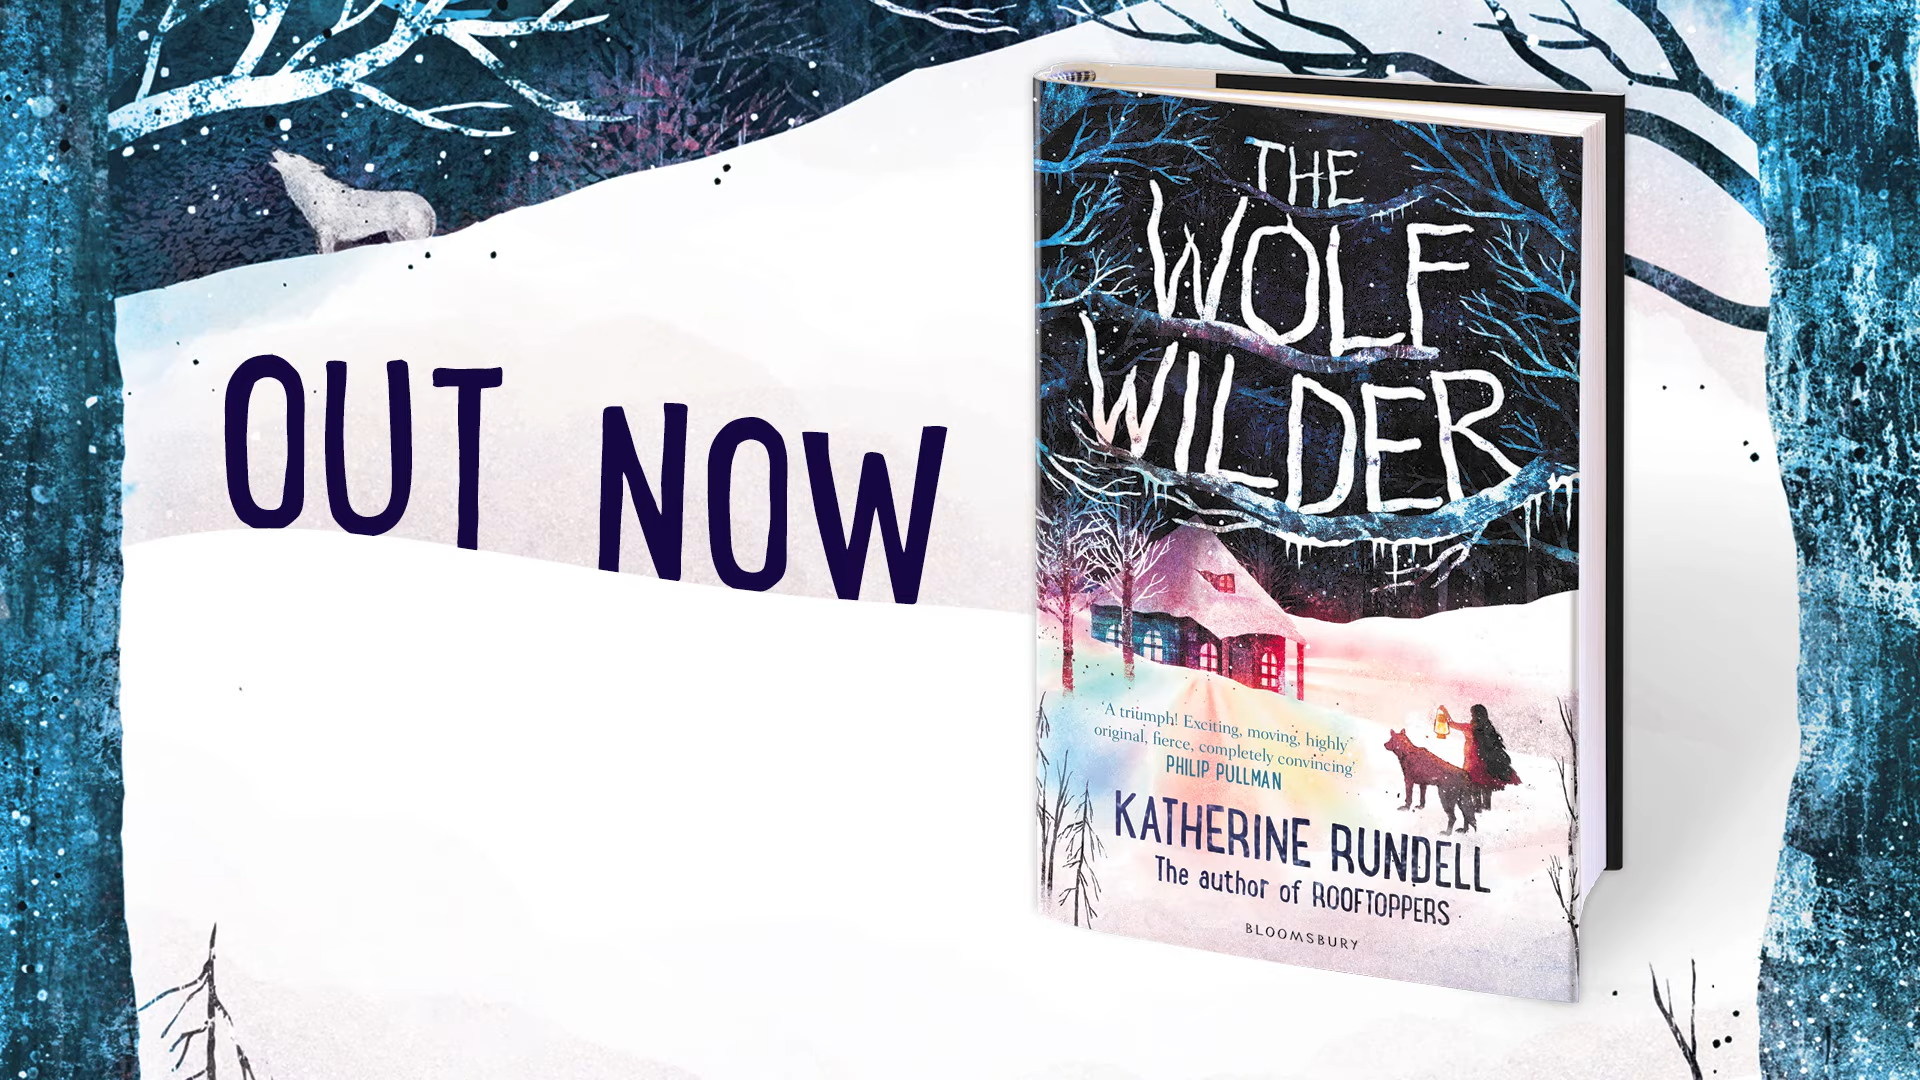 OUT NOW
THE
WOLF
WILDER
'A triumph! Exciting, moving, highly
original, fierce, completely convincing'
PHILIP PULLMAN
KATHERINE RUNDELL
The author of ROOFTOPPERS
BLOOMSBURY